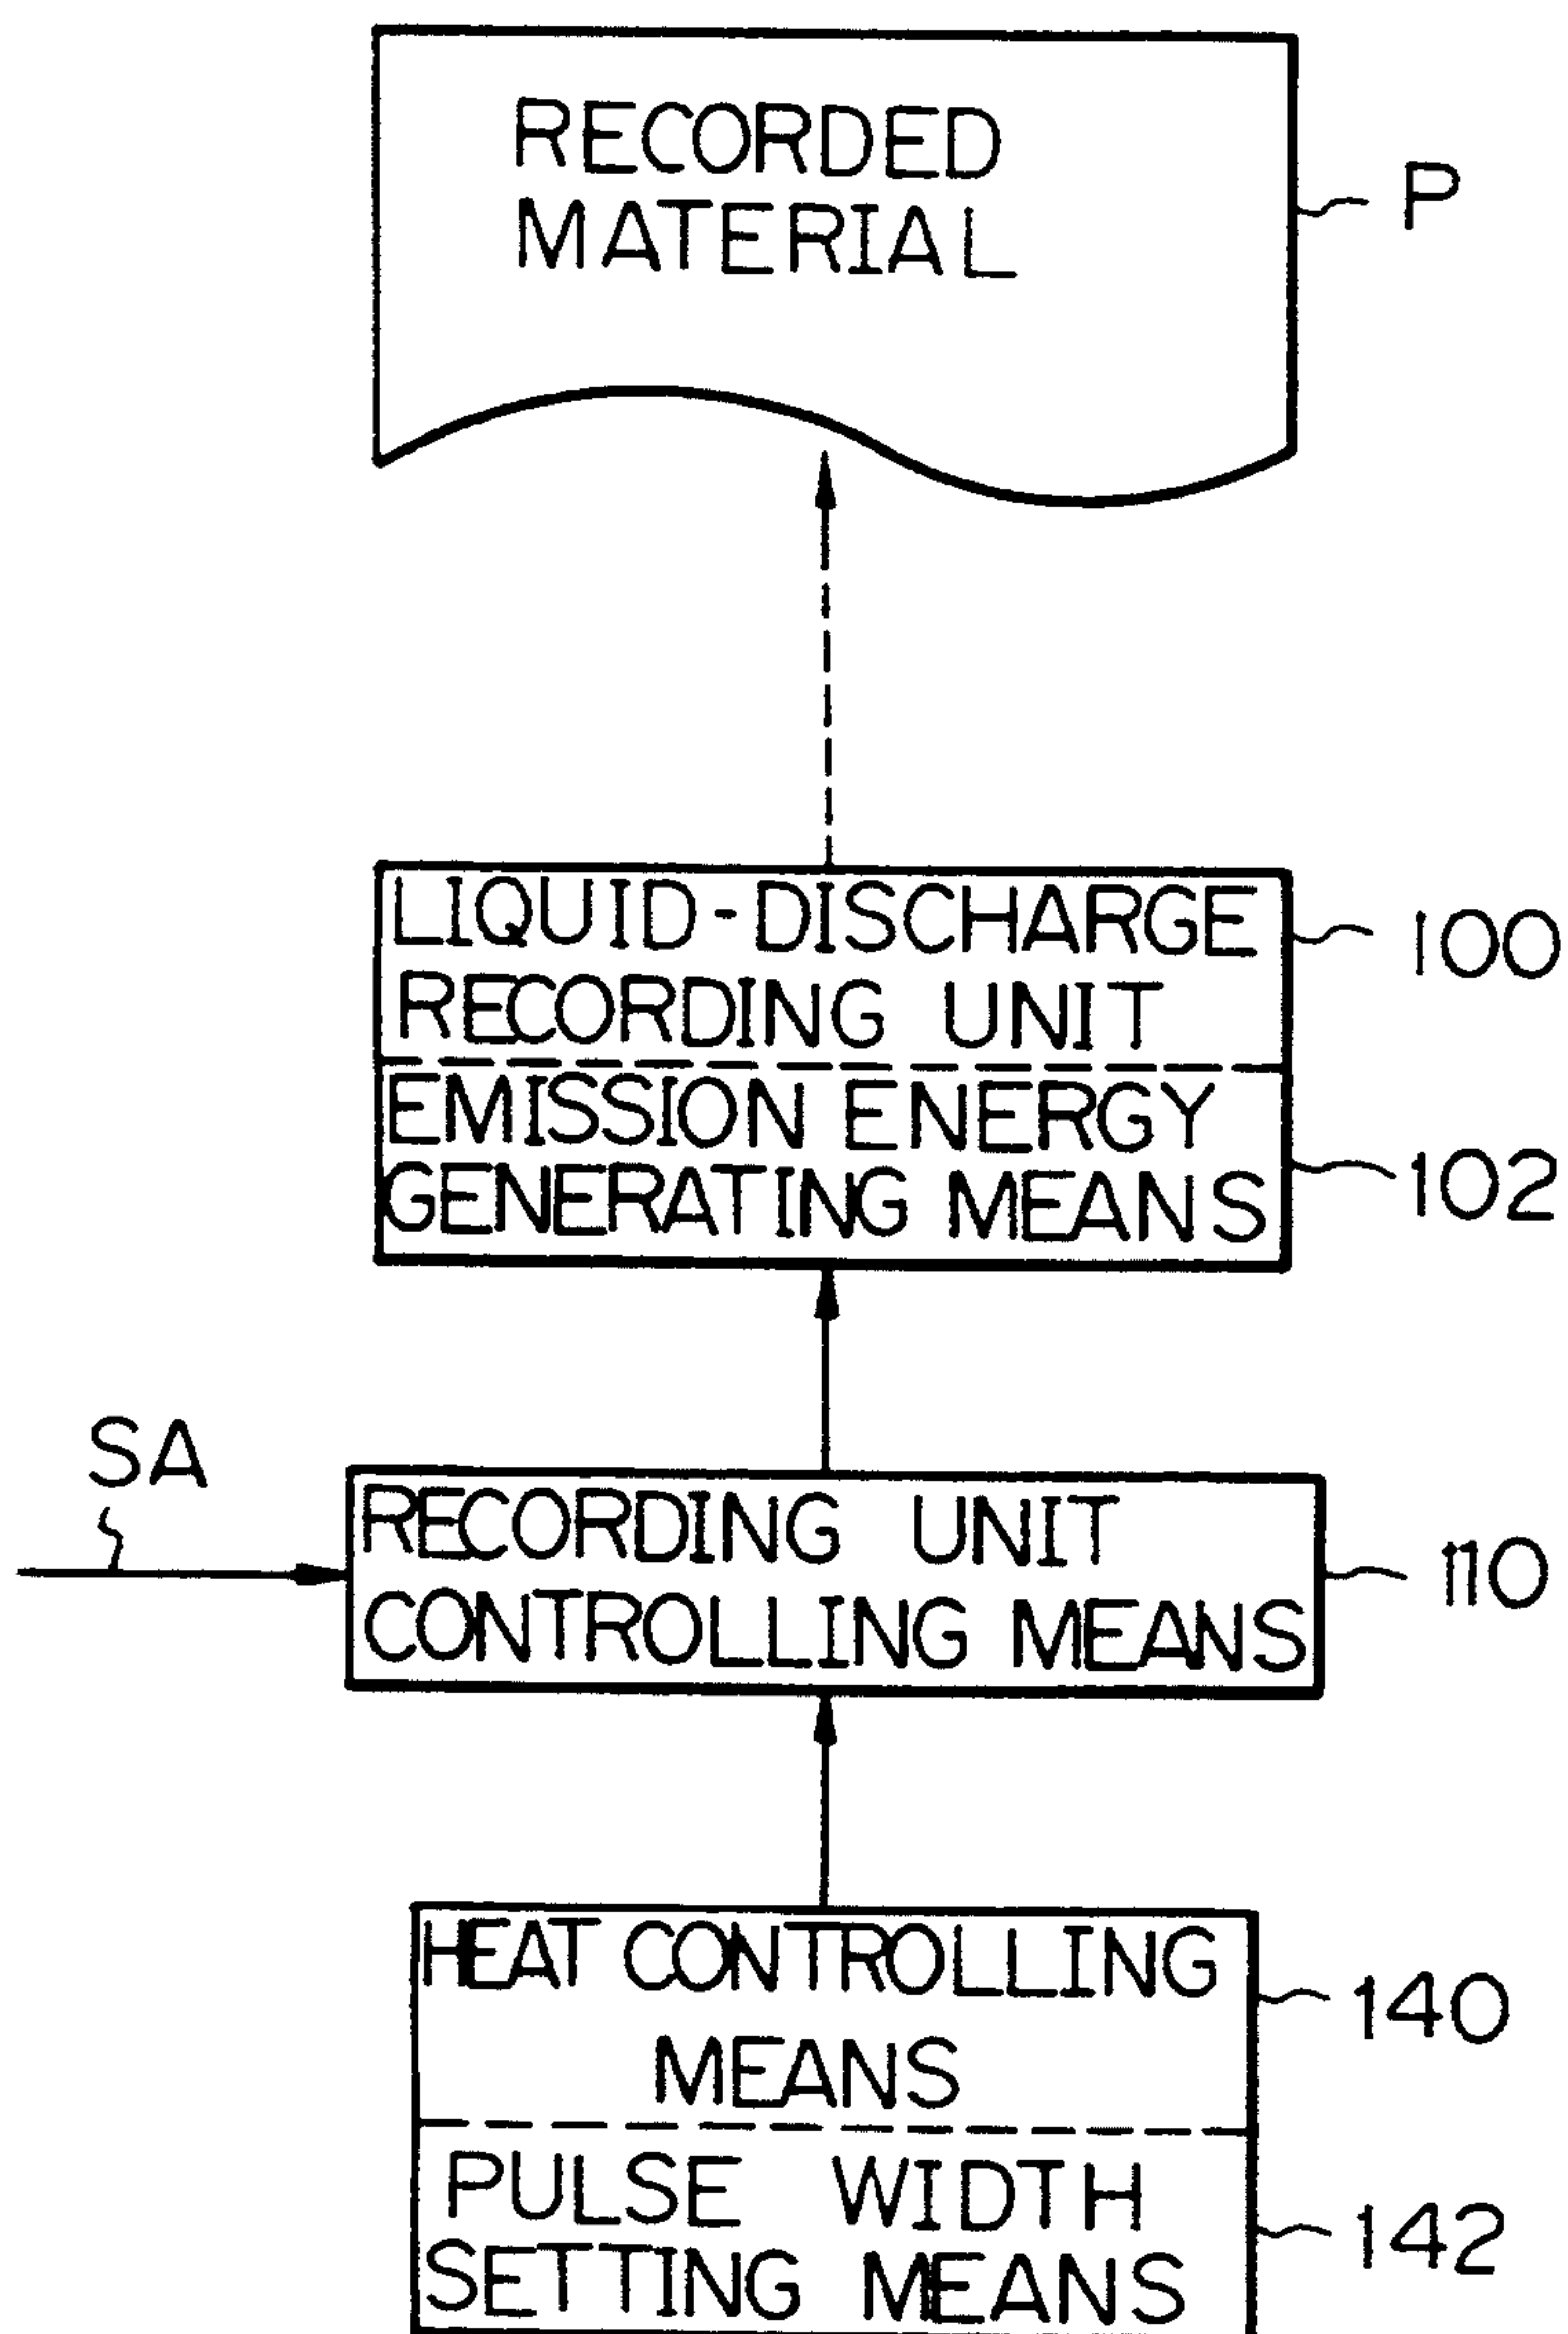 RECORDED
MATERIAL
P
LIQUID-DISCHARGE
RECORDING UNIT
100
EMISSION ENERGY
GENERATING MEANS
102
SA
RECORDING UNIT
CONTROLLING MEANS
110
HEAT CONTROLLING
MEANS
140
PULSE WIDTH
SETTING MEANS
142